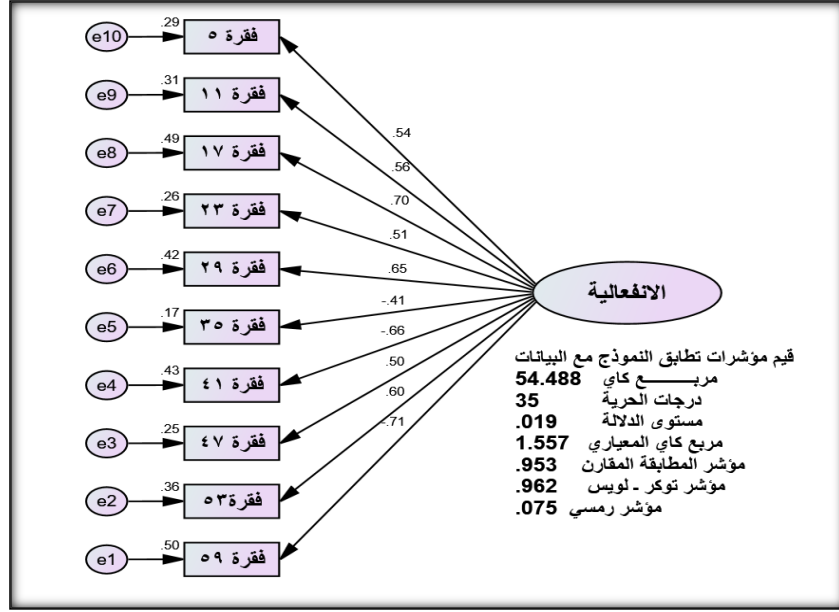 e10 .29 فقرة ٥
e9 .31 فقرة ١١
e8 .49 فقرة ١٧
e7 .26 فقرة ٢٣
e6 .42 فقرة ٢٩
e5 .17 فقرة ٣٥
e4 .43 فقرة ٤١
e3 .25 فقرة ٤٧
e2 .36 فقرة٥٣
e1 .50 فقرة ٥٩
.54
.56
.70
.51
.65
-.41
-.66
.50
.60
-.71
الانفعالية
قيم مؤشرات تطابق النموذج مع البيانات
مربـــــــع كاي 54.488
درجات الحرية 35
مستوى الدلالة .019
مربع كاي المعياري 1.557
مؤشر المطابقة المقارن .953
مؤشر توكر ـ لويس .962
مؤشر رمسي .075